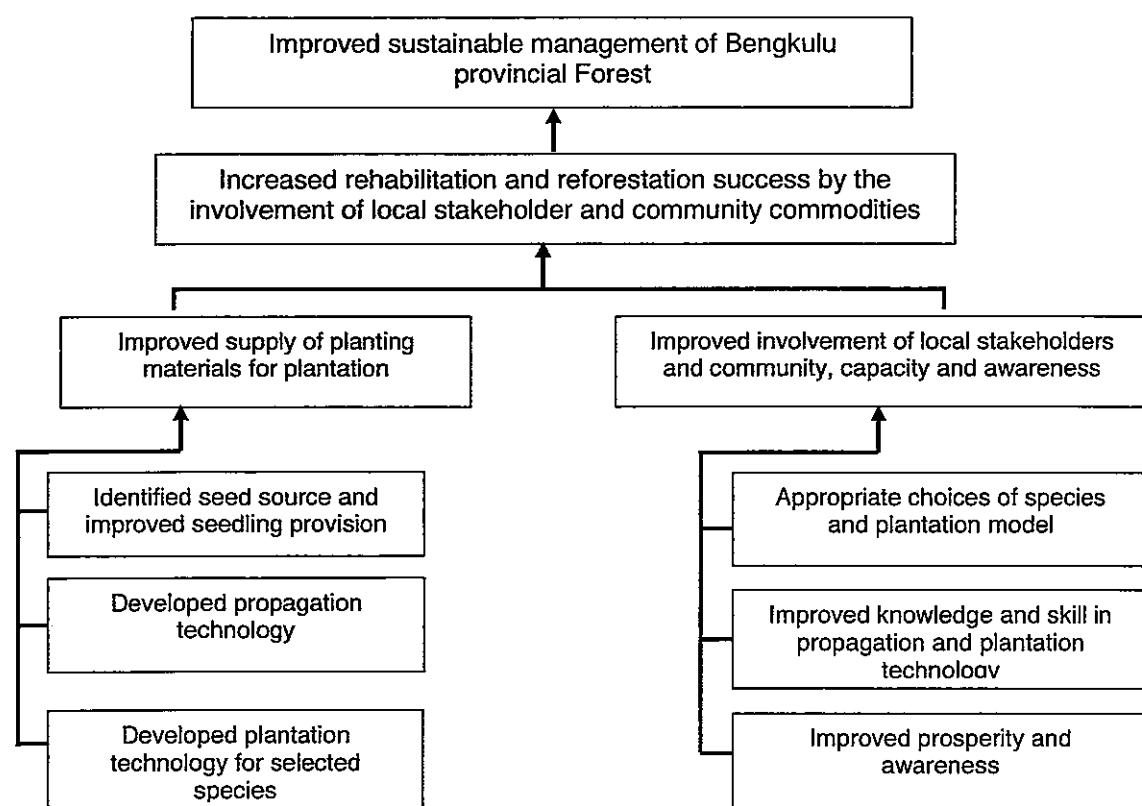 Improved sustainable management of Bengkulu
provincial Forest
Increased rehabilitation and reforestation success by the
involvement of local stakeholder and community commodities
Improved supply of planting
materials for plantation
Improved involvement of local stakeholders
and community, capacity and awareness
Identified seed source and
improved seedling provision
Developed propagation
technology
Developed plantation
technology for selected
species
Appropriate choices of species
and plantation model
Improved knowledge and skill in
propagation and plantation
technology
Improved prosperity and
awareness